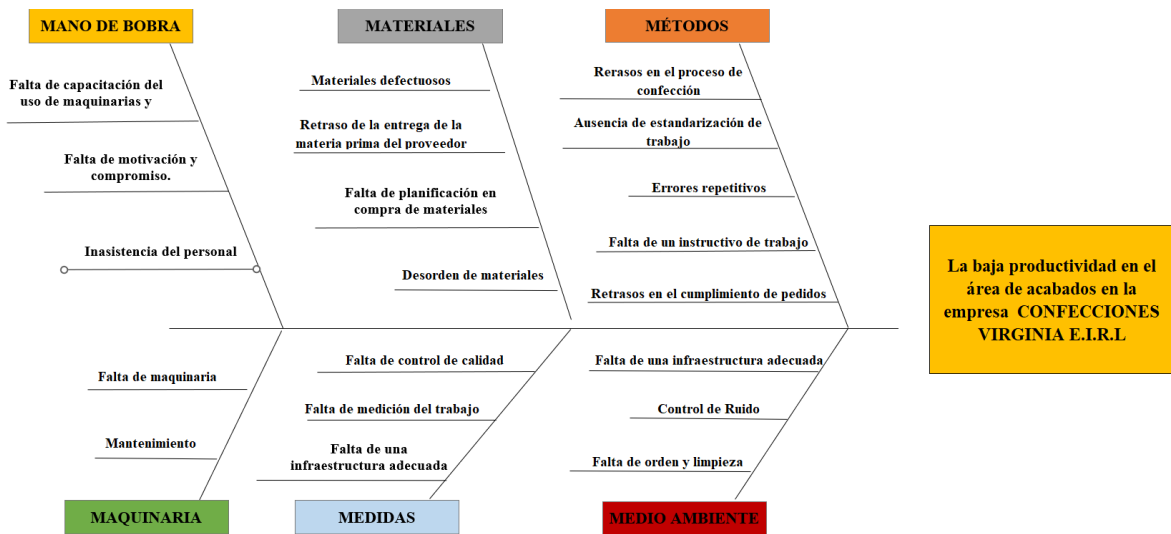 MANO DE BOBRA
MATERIALES
MÉTODOS
Falta de capacitación del
uso de maquinarias y
Falta de motivación y
compromiso.
Inasistencia del personal
Materiales defectuosos
Retraso de la entrega de la
materia prima del proveedor
Falta de planificación en
compra de materiales
Desorden de materiales
Rerasos en el proceso de
confección
Ausencia de estandarización de
trabajo
Errores repetitivos
Falta de un instructivo de trabajo
Retrasos en el cumplimiento de pedidos
La baja productividad en el
área de acabados en la
empresa CONFECCIONES
VIRGINIA E.I.R.L
Falta de maquinaria
Mantenimiento
Falta de control de calidad
Falta de medición del trabajo
Falta de una
infraestructura adecuada
Falta de una infraestructura adecuada
Control de Ruido
Falta de orden y limpieza
MAQUINARIA
MEDIDAS
MEDIO AMBIENTE